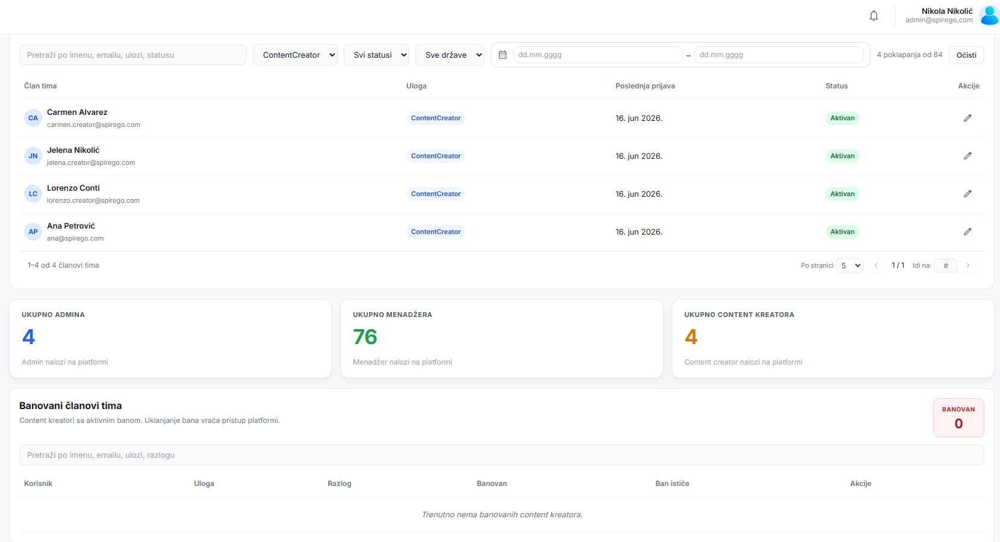 Nikola Nikolić
admin@spirego.com
Pretraži po imenu, emailu, ulozi, statusu
ContentCreator
Svi statusi
Sve države
dd.mm.gggg
–
dd.mm.gggg
4 poklapanja od 84
Očisti
Član tima
Uloga
Poslednja prijava
Status
Akcije
CA
Carmen Alvarez
carmen.creator@spirego.com
ContentCreator
16. jun 2026.
Aktivan
JN
Jelena Nikolić
jelena.creator@spirego.com
ContentCreator
16. jun 2026.
Aktivan
LC
Lorenzo Conti
lorenzo.creator@spirego.com
ContentCreator
16. jun 2026.
Aktivan
AP
Ana Petrović
ana@spirego.com
ContentCreator
16. jun 2026.
Aktivan
1–4 od 4 članovi tima
Po stranici
5
1 / 1
Idi na:
#
UKUPNO ADMINA
4
Admin nalozi na platformi
UKUPNO MENADŽERA
76
Menadžer nalozi na platformi
UKUPNO CONTENT KREATORA
4
Content creator nalozi na platformi
Banovani članovi tima
Content kreatori sa aktivnim banom. Uklanjanje bana vraća pristup platformi.
BANOVAN
0
Pretraži po imenu, emailu, ulozi, razlogu
Korisnik
Uloga
Razlog
Banovan
Ban ističe
Akcije
Trenutno nema banovanih content kreatora.